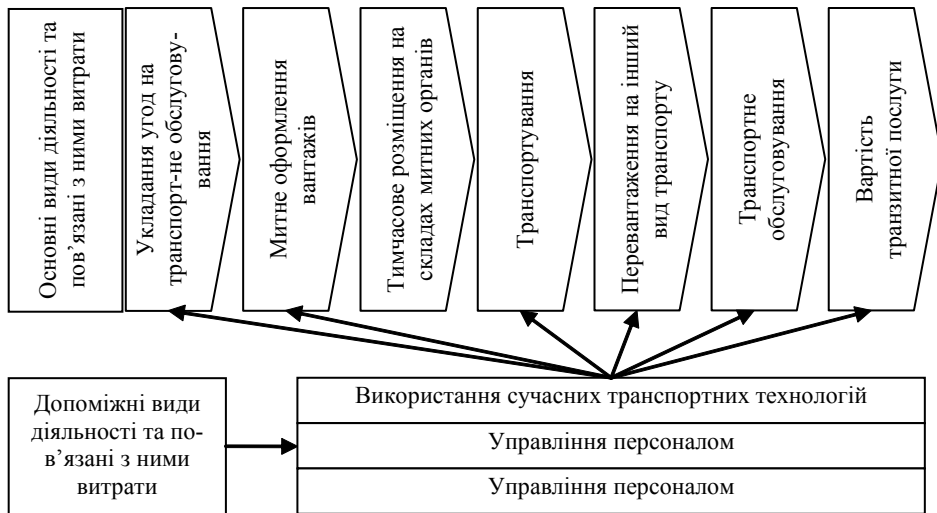 Основні види діяльності та
пов’язані з ними витрати
Укладання угод на
транспорт-не обслугову-
вання
Митне оформлення
вантажів
Тимчасове розміщення на
складах митних органів
Транспортування
Перевантаження на інший
вид транспорту
Транспортне
обслуговування
Вартість
транзитної послуги
Допоміжні види
діяльності та по-
в’язані з ними
витрати
Використання сучасних транспортних технологій
Управління персоналом
Управління персоналом